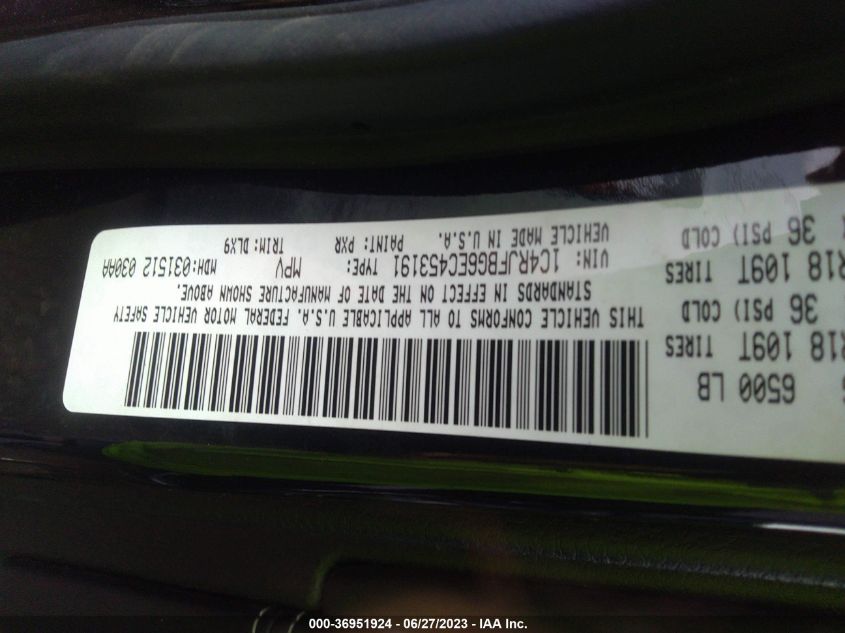 6500 LB
R18 109T TIRES
36 PSI) COLD
R18 109T TIRES
36 PSI) COLD
THIS VEHICLE CONFORMS TO ALL APPLICABLE U.S.A. FEDERAL MOTOR VEHICLE SAFETY
STANDARDS IN EFFECT ON THE DATE OF MANUFACTURE SHOWN ABOVE.
VIN: 1C4RJFBG6EC453191 TYPE: MPV MDH:031512 030AA
VEHICLE MADE IN U.S.A. PAINT: PXR TRIM: DLX9
000-36951924 - 06/27/2023 - IAA Inc.